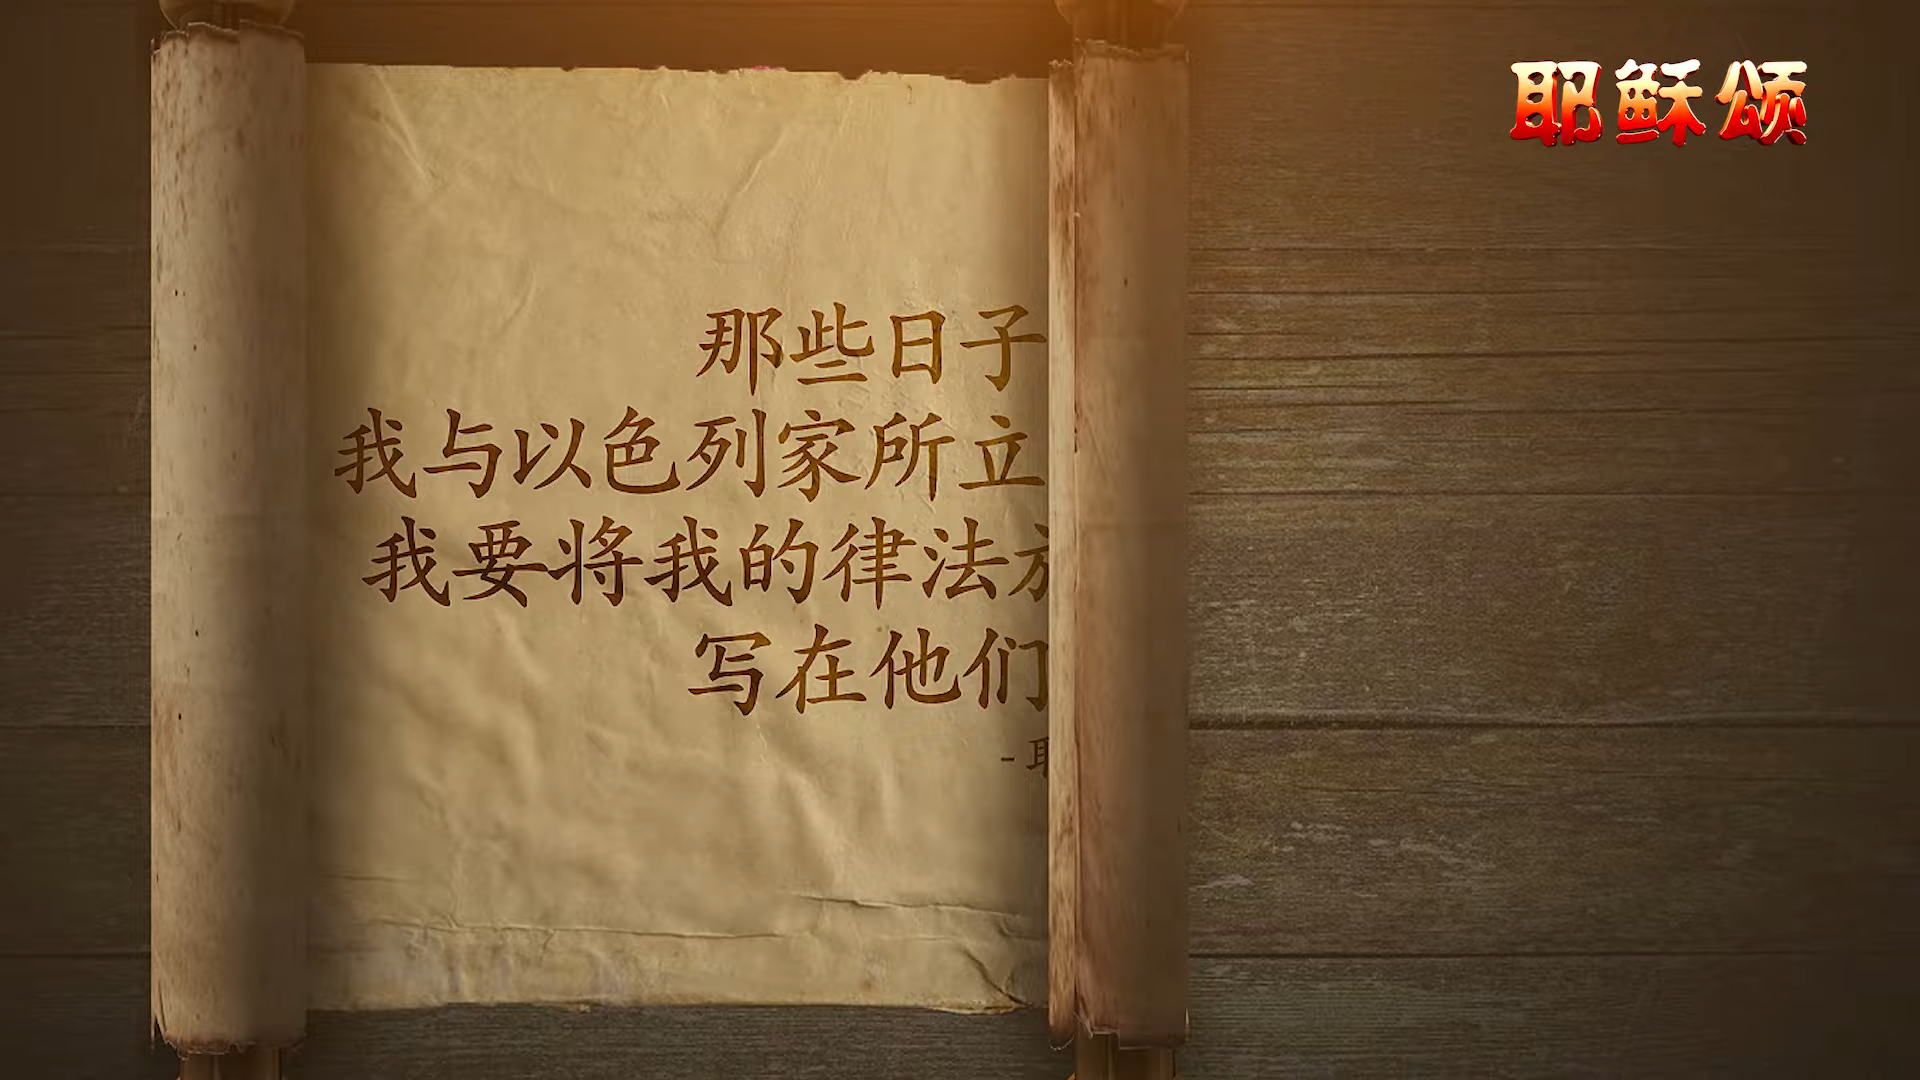 耶稣颂
那些日子
我与以色列家所立
我要将我的律法
写在他们
-